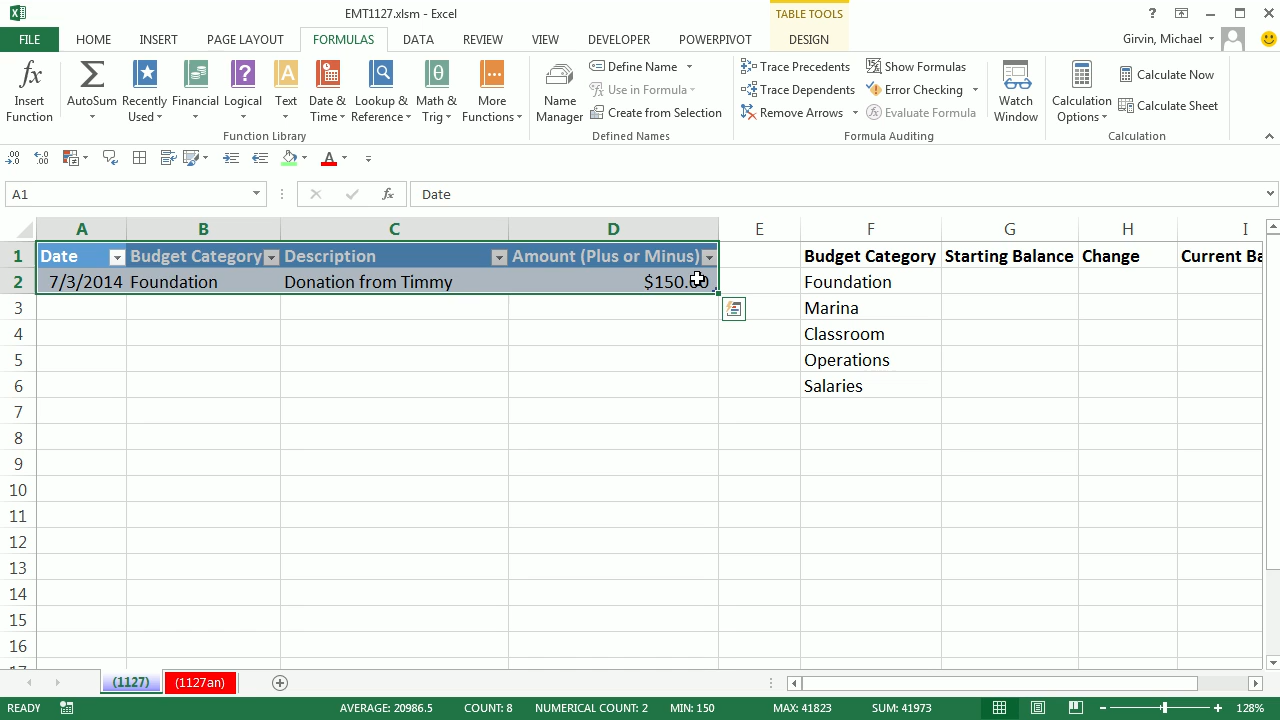 EMT1127.xlsm - Excel
TABLE TOOLS
FILE HOME INSERT PAGE LAYOUT FORMULAS DATA REVIEW VIEW DEVELOPER POWERPIVOT DESIGN Girvin, Michael
Insert Function
AutoSum
Recently Used
Financial
Logical
Text
Date & Time
Lookup & Reference
Math & Trig
More Functions
Function Library
Name Manager
Define Name
Use in Formula
Create from Selection
Defined Names
Trace Precedents
Trace Dependents
Remove Arrows
Show Formulas
Error Checking
Evaluate Formula
Formula Auditing
Watch Window
Calculation Options
Calculate Now
Calculate Sheet
Calculation
A1 fx Date
A B C D E F G H I
1 Date Budget Category Description Amount (Plus or Minus) Budget Category Starting Balance Change Current Ba
2 7/3/2014 Foundation Donation from Timmy $150.00 Foundation
3 Marina
4 Classroom
5 Operations
6 Salaries
7
8
9
10
11
12
13
14
15
16
17
(1127) (1127an)
READY AVERAGE: 20986.5 COUNT: 8 NUMERICAL COUNT: 2 MIN: 150 MAX: 41823 SUM: 41973 128%